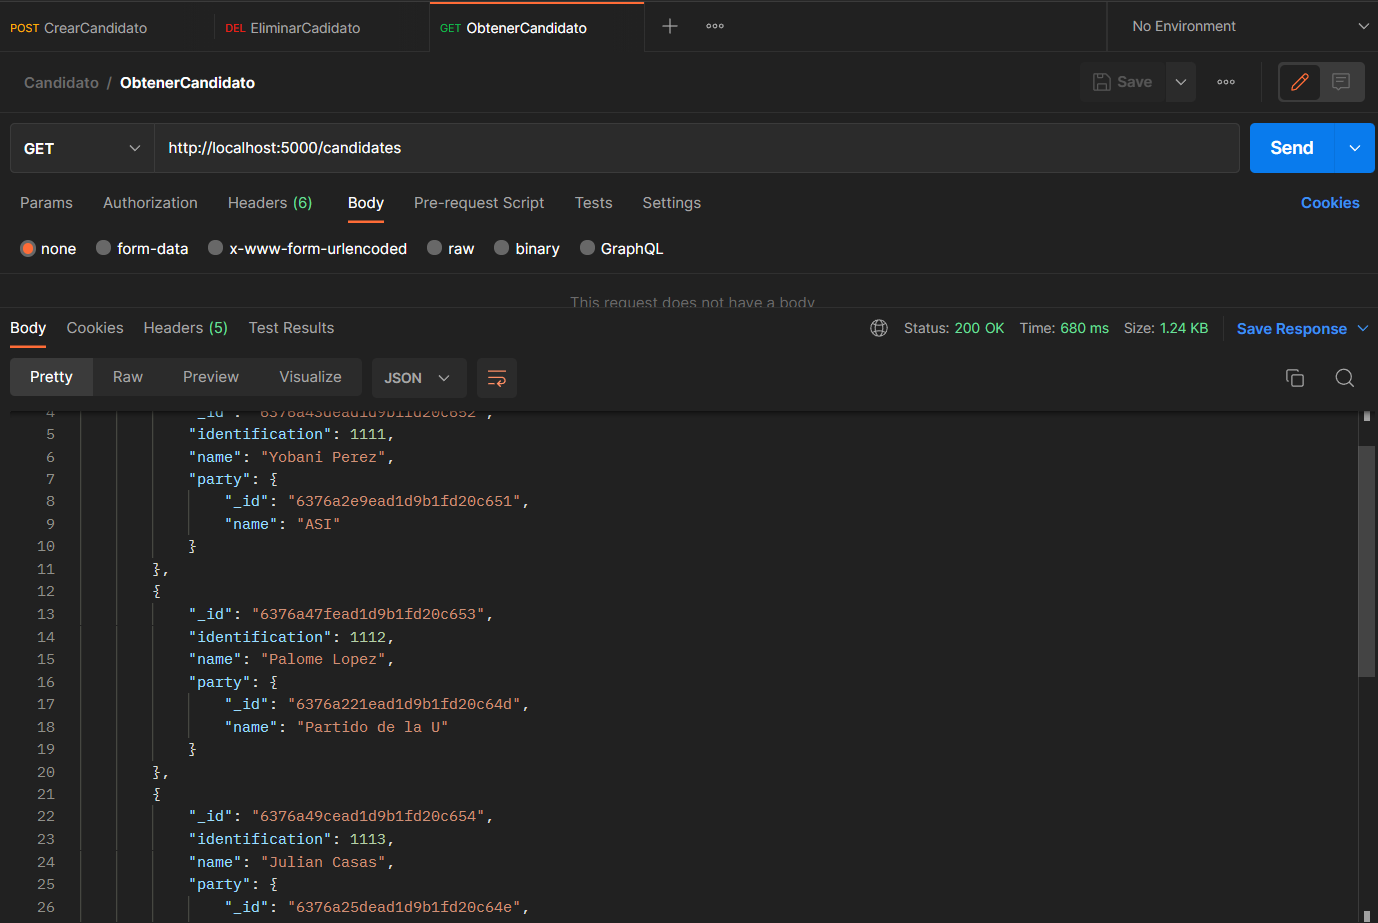 POST CrearCandidato
DEL EliminarCadidato
GET ObtenerCandidato
No Environment
Candidato / ObtenerCandidato
Save
GET
http://localhost:5000/candidates
Send
Params Authorization Headers (6) Body Pre-request Script Tests Settings
Cookies
none form-data x-www-form-urlencoded raw binary GraphQL
This request does not have a body
Body Cookies Headers (5) Test Results
Status: 200 OK Time: 680 ms Size: 1.24 KB
Save Response
Pretty Raw Preview Visualize
JSON
4 "_id": "6376a43dead1d9b1fd20c652",
5 "identification": 1111,
6 "name": "Yobani Perez",
7 "party": {
8 "_id": "6376a2e9ead1d9b1fd20c651",
9 "name": "ASI"
10 }
11 },
12 {
13 "_id": "6376a47fead1d9b1fd20c653",
14 "identification": 1112,
15 "name": "Palome Lopez",
16 "party": {
17 "_id": "6376a221ead1d9b1fd20c64d",
18 "name": "Partido de la U"
19 }
20 },
21 {
22 "_id": "6376a49cead1d9b1fd20c654",
23 "identification": 1113,
24 "name": "Julian Casas",
25 "party": {
26 "_id": "6376a25dead1d9b1fd20c64e",